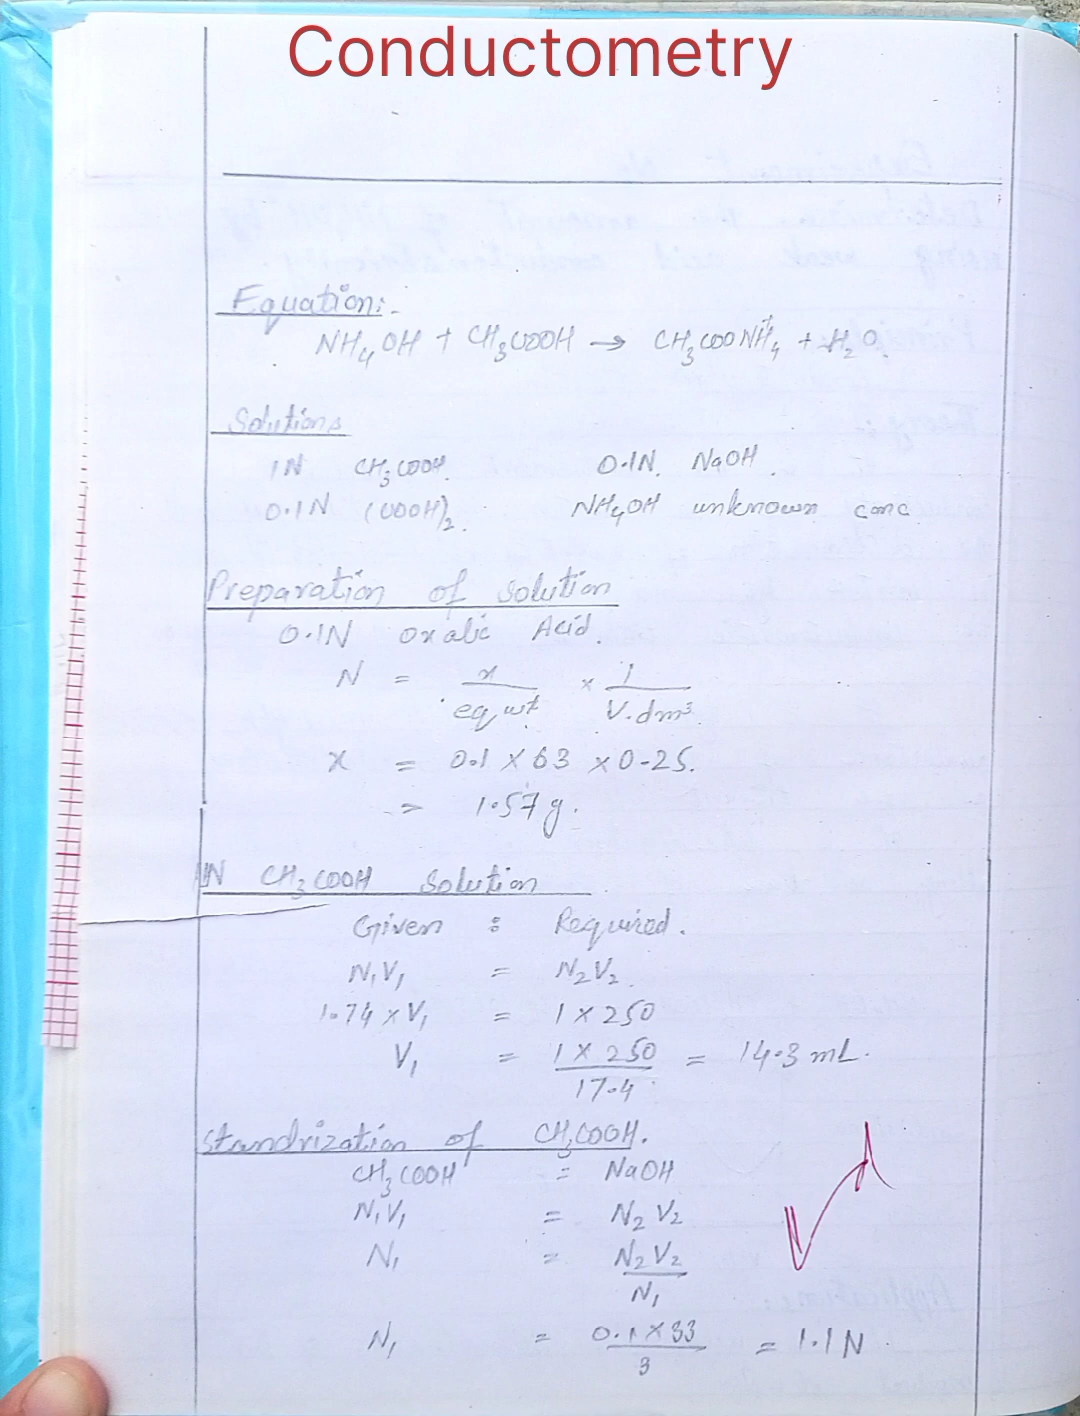 Conductometry
Equation:-
NH4OH + CH3COOH → CH3COONH4 + H2O.
Solutions
1N CH3COOH. 0.1N. NaOH.
0.1N (COOH)2. NH4OH unknown conc
Preparation of solution
0.1N Oxalic Acid.
N = x/eq wt × 1/V.dm³.
x = 0.1 × 63 × 0.25.
= 1.57g.
1N CH3COOH Solution
Given : Required.
N1V1 = N2V2.
1.74 × V1 = 1 × 250
V1 = 1 × 250/17.4 = 14.3 mL.
Standrization of CH3COOH.
CH3COOH = NaOH
N1V1 = N2V2
N1 = N2V2/N1
N1 = 0.1 × 33/3 = 1.1N